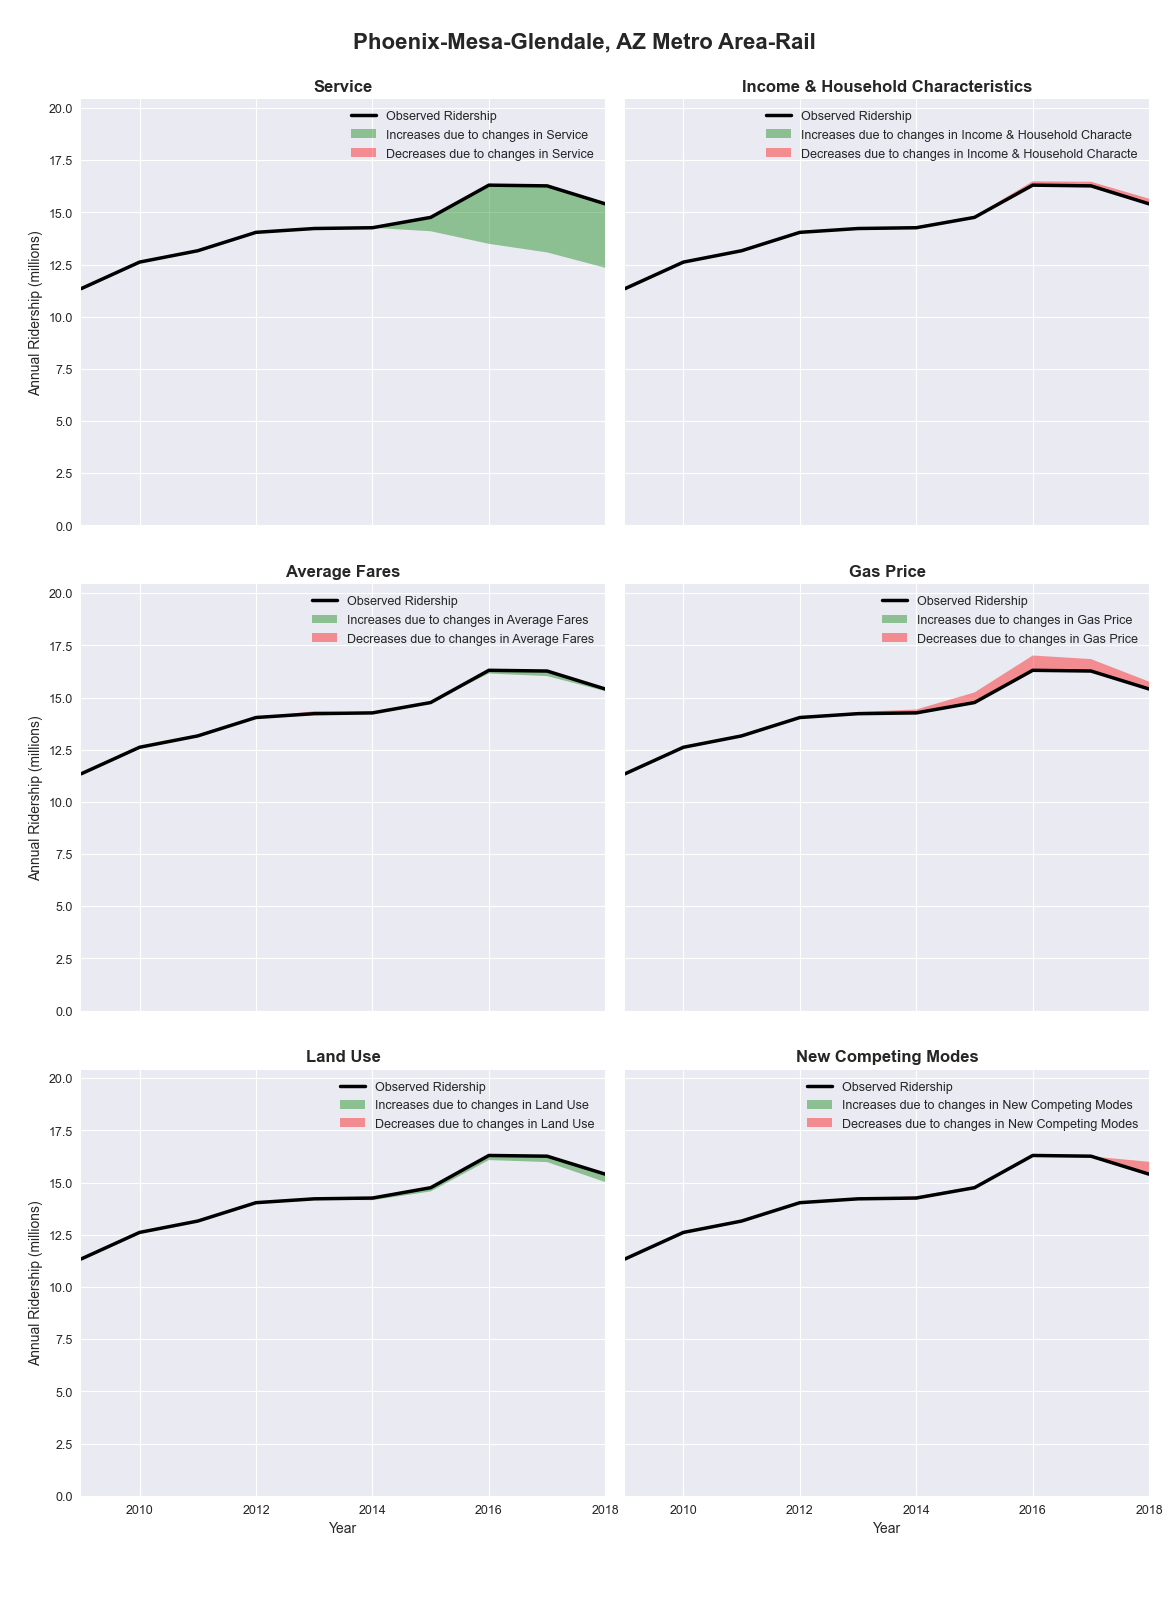 Phoenix-Mesa-Glendale, AZ Metro Area-Rail
Service
Observed Ridership
Increases due to changes in Service
Decreases due to changes in Service
20.0
17.5
15.0
12.5
10.0
7.5
5.0
2.5
0.0
Annual Ridership (millions)
Income & Household Characteristics
Observed Ridership
Increases due to changes in Income & Household Characte
Decreases due to changes in Income & Household Characte
Average Fares
Observed Ridership
Increases due to changes in Average Fares
Decreases due to changes in Average Fares
20.0
17.5
15.0
12.5
10.0
7.5
5.0
2.5
0.0
Annual Ridership (millions)
Gas Price
Observed Ridership
Increases due to changes in Gas Price
Decreases due to changes in Gas Price
Land Use
Observed Ridership
Increases due to changes in Land Use
Decreases due to changes in Land Use
20.0
17.5
15.0
12.5
10.0
7.5
5.0
2.5
0.0
Annual Ridership (millions)
2010 2012 2014 2016 2018
Year
New Competing Modes
Observed Ridership
Increases due to changes in New Competing Modes
Decreases due to changes in New Competing Modes
2010 2012 2014 2016 2018
Year